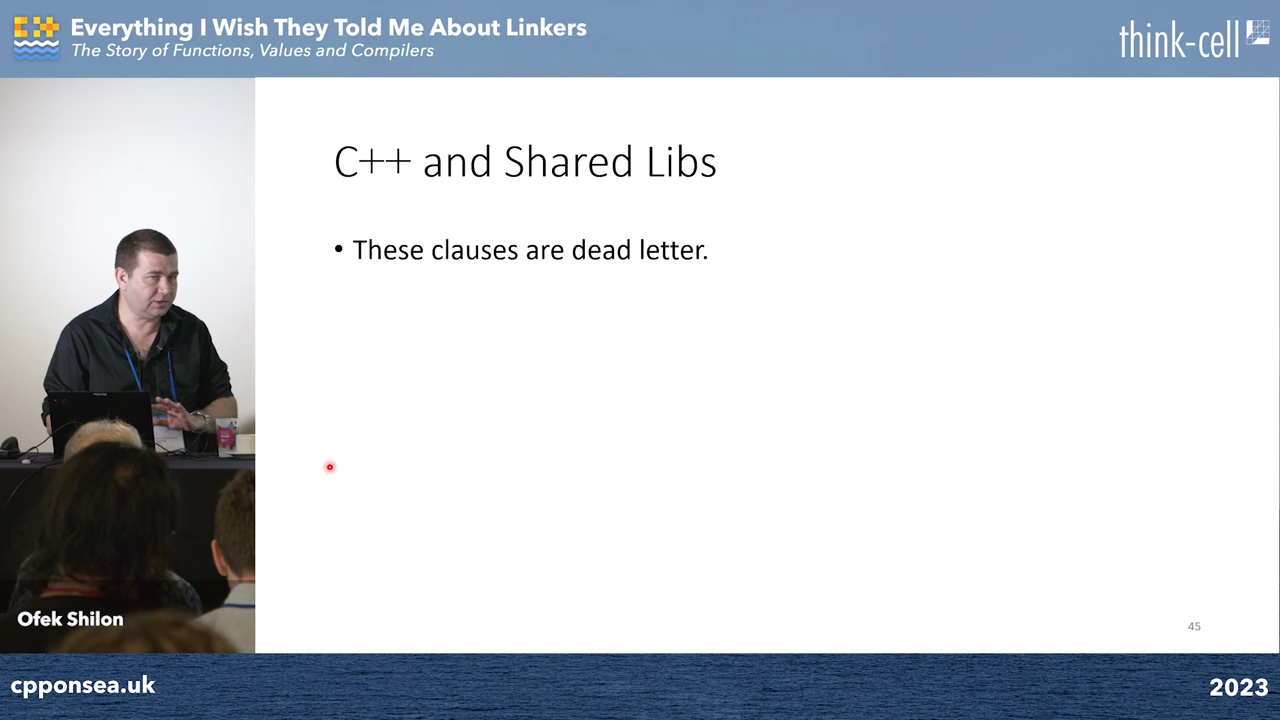 Everything I Wish They Told Me About Linkers
The Story of Functions, Values and Compilers
think-cell
C++ and Shared Libs
• These clauses are dead letter.
Ofek Shilon
45
cpponsea.uk
2023